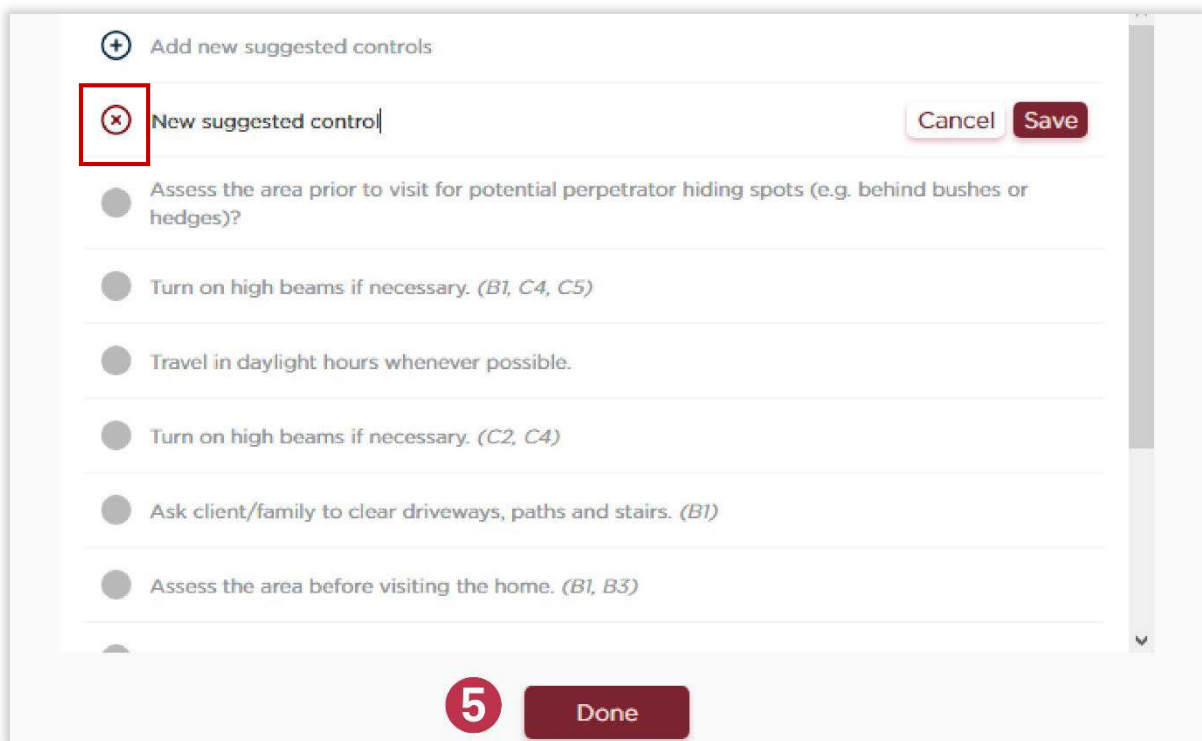 Add new suggested controls
New suggested control
Cancel
Save
Assess the area prior to visit for potential perpetrator hiding spots (e.g. behind bushes or
hedges)?
Turn on high beams if necessary. (B1, C4, C5)
Travel in daylight hours whenever possible.
Turn on high beams if necessary. (C2, C4)
Ask client/family to clear driveways, paths and stairs. (B1)
Assess the area before visiting the home. (B1, B3)
5
Done